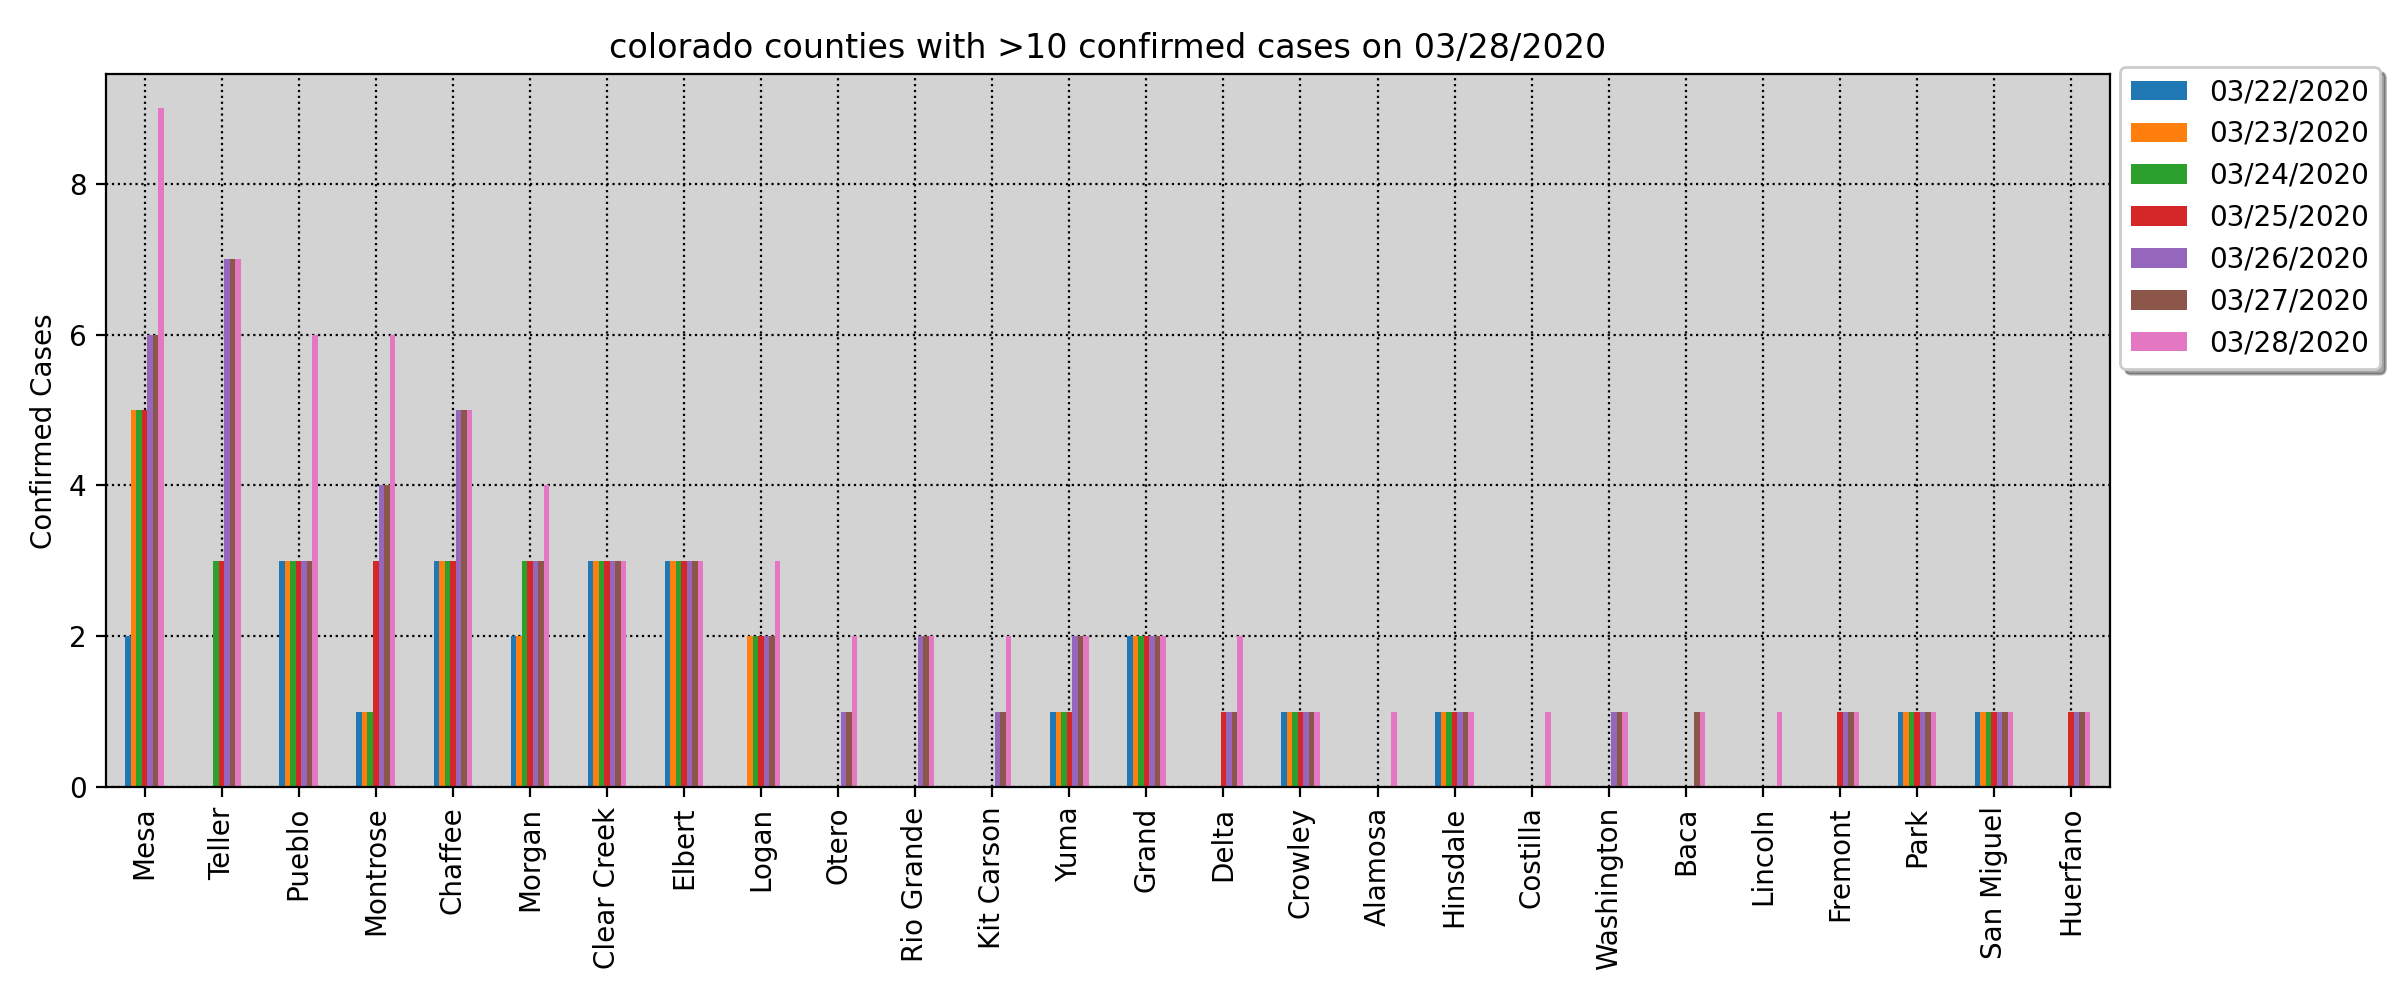 colorado counties with >10 confirmed cases on 03/28/2020
03/22/2020
03/23/2020
03/24/2020
03/25/2020
03/26/2020
03/27/2020
03/28/2020
Confirmed Cases
8
6
4
2
0
Mesa
Teller
Pueblo
Montrose
Chaffee
Morgan
Clear Creek
Elbert
Logan
Otero
Rio Grande
Kit Carson
Yuma
Grand
Delta
Crowley
Alamosa
Hinsdale
Costilla
Washington
Baca
Lincoln
Fremont
Park
San Miguel
Huerfano